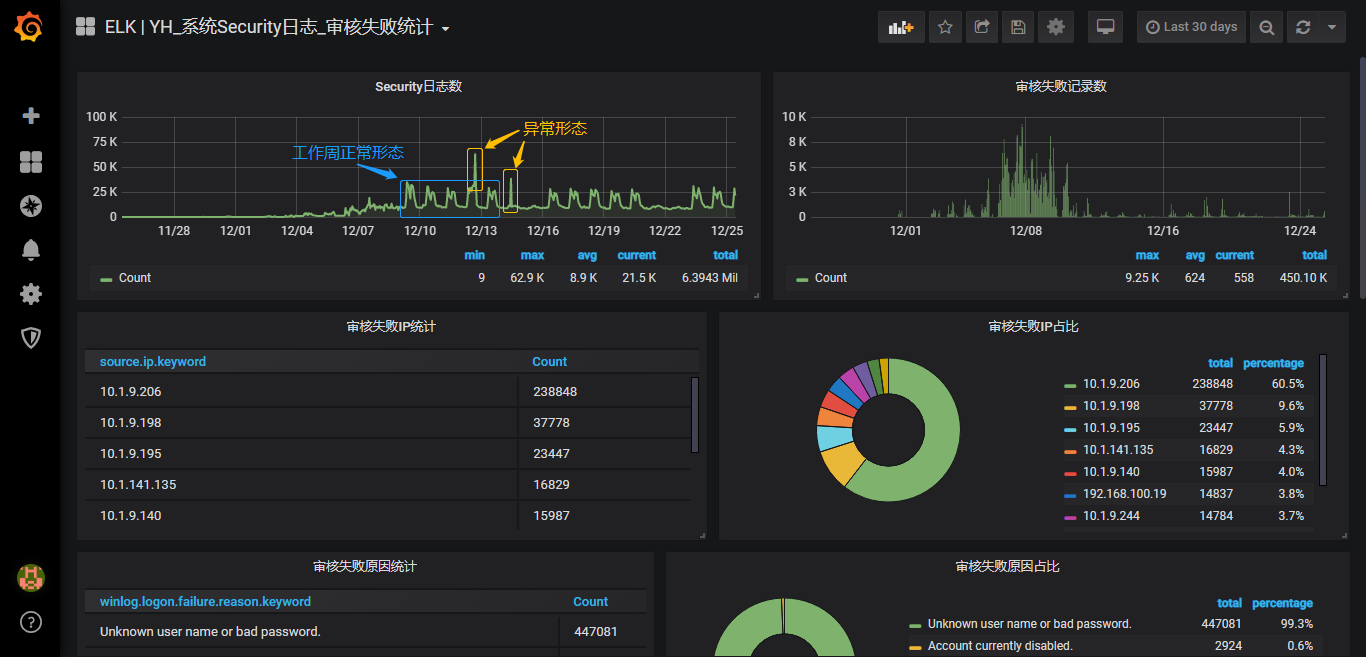 ELK | YH_系统Security日志_审核失败统计
Last 30 days
Security日志数
100 K
75 K
50 K
25 K
0
异常形态
工作周正常形态
11/28 12/01 12/04 12/07 12/10 12/13 12/16 12/19 12/22 12/25
min max avg current total
Count 9 62.9 K 8.9 K 21.5 K 6.3943 Mil
审核失败记录数
10 K
8 K
5 K
3 K
0
12/01 12/08 12/16 12/24
max avg current total
Count 9.25 K 624 558 450.10 K
审核失败IP统计
source.ip.keyword Count
10.1.9.206 238848
10.1.9.198 37778
10.1.9.195 23447
10.1.141.135 16829
10.1.9.140 15987
审核失败IP占比
total percentage
10.1.9.206 238848 60.5%
10.1.9.198 37778 9.6%
10.1.9.195 23447 5.9%
10.1.141.135 16829 4.3%
10.1.9.140 15987 4.0%
192.168.100.19 14837 3.8%
10.1.9.244 14784 3.7%
审核失败原因统计
winlog.logon.failure.reason.keyword Count
Unknown user name or bad password. 447081
审核失败原因占比
total percentage
Unknown user name or bad password. 447081 99.3%
Account currently disabled. 2924 0.6%